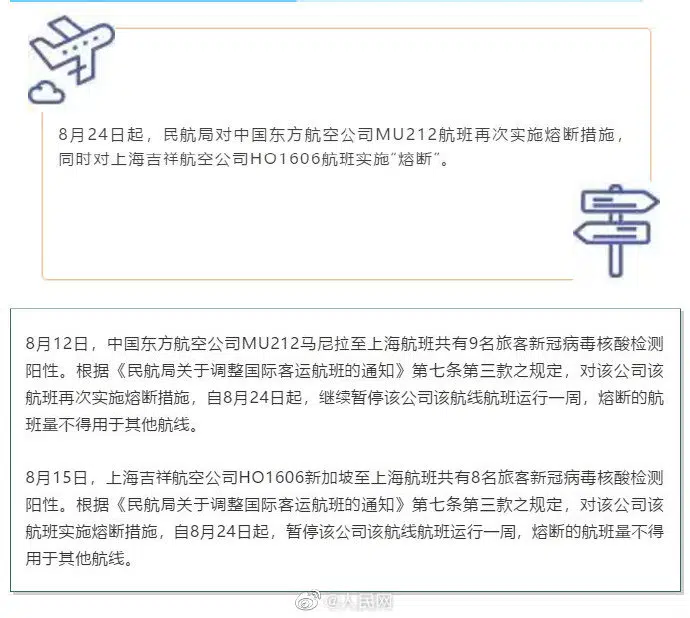 8月24日起，民航局对中国东方航空公司MU212航班再次实施熔断措施，
同时对上海吉祥航空公司HO1606航班实施“熔断”。
8月12日，中国东方航空公司MU212马尼拉至上海航班共有9名旅客新冠病毒核酸检测
阳性。根据《民航局关于调整国际客运航班的通知》第七条第三款之规定，对该公司该
航班再次实施熔断措施，自8月24日起，继续暂停该公司该航线航班运行一周，熔断的航
班量不得用于其他航线。
8月15日，上海吉祥航空公司HO1606新加坡至上海航班共有8名旅客新冠病毒核酸检测
阳性。根据《民航局关于调整国际客运航班的通知》第七条第三款之规定，对该公司该
航班实施熔断措施，自8月24日起，暂停该公司该航线航班运行一周，熔断的航班量不得
用于其他航线。
@人民网